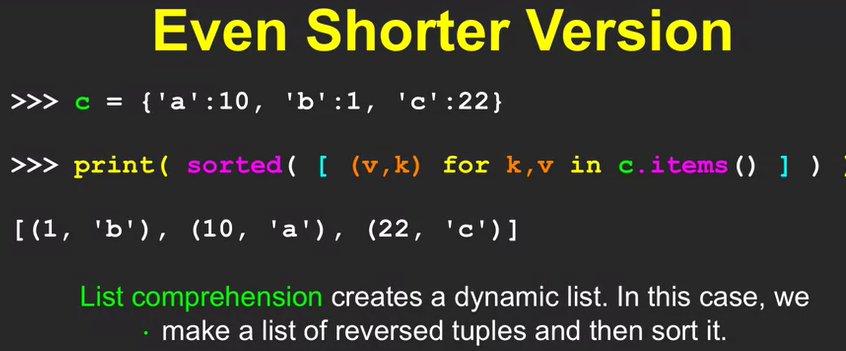 Even Shorter Version
>>> c = {'a':10, 'b':1, 'c':22}
>>> print( sorted( [ (v,k) for k,v in c.items() ] ) )
[(1, 'b'), (10, 'a'), (22, 'c')]
List comprehension creates a dynamic list. In this case, we
make a list of reversed tuples and then sort it.